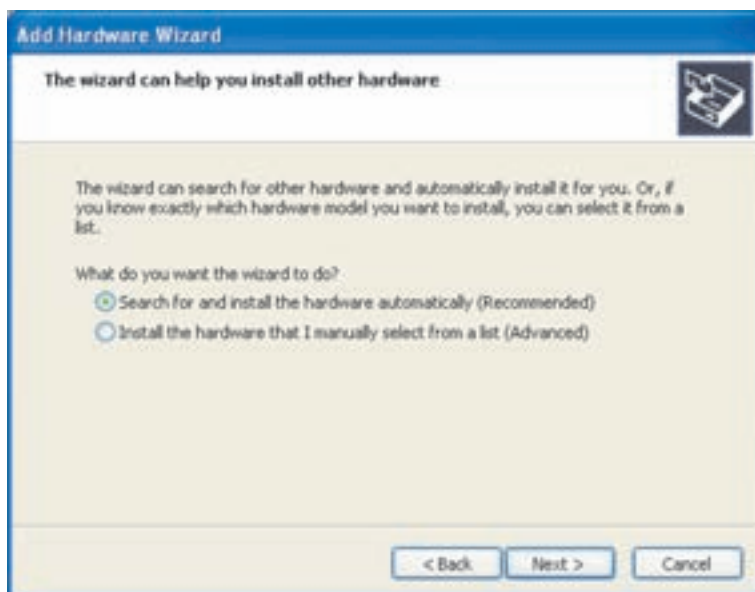 Add Hardware Wizard
The wizard can help you install other hardware
The wizard can search for other hardware and automatically install it for you. Or, if
you know exactly which hardware model you want to install, you can select it from a
list.
What do you want the wizard to do?
Search for and install the hardware automatically (Recommended)
Install the hardware that I manually select from a list (Advanced)
< Back Next > Cancel